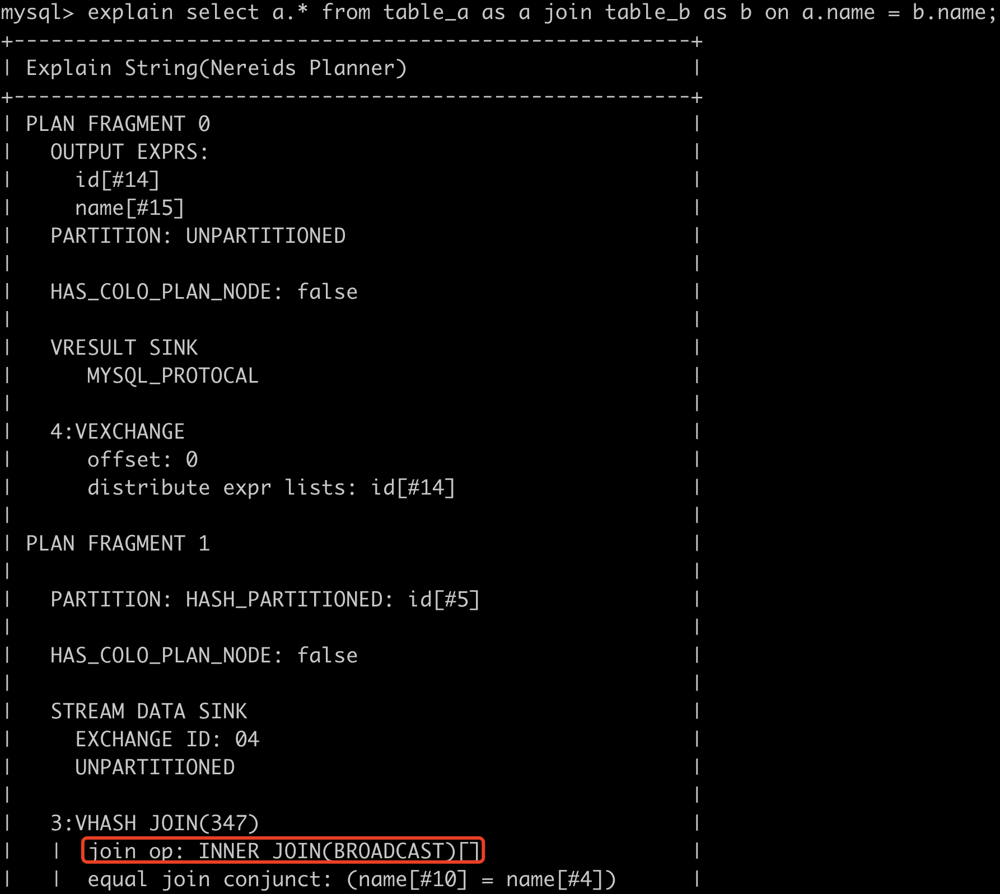 mysql> explain select a.* from table_a as a join table_b as b on a.name = b.name;
+-------------------------------------------------------+
| Explain String(Nereids Planner)                       |
+-------------------------------------------------------+
| PLAN FRAGMENT 0                                       |
|   OUTPUT EXPRS:                                       |
|     id[#14]                                           |
|     name[#15]                                         |
|   PARTITION: UNPARTITIONED                            |
|                                                       |
|   HAS_COLO_PLAN_NODE: false                           |
|                                                       |
|   VRESULT SINK                                        |
|      MYSQL_PROTOCAL                                   |
|                                                       |
|   4:VEXCHANGE                                         |
|      offset: 0                                        |
|      distribute expr lists: id[#14]                   |
|                                                       |
| PLAN FRAGMENT 1                                       |
|                                                       |
|   PARTITION: HASH_PARTITIONED: id[#5]                 |
|                                                       |
|   HAS_COLO_PLAN_NODE: false                           |
|                                                       |
|   STREAM DATA SINK                                    |
|     EXCHANGE ID: 04                                   |
|     UNPARTITIONED                                     |
|                                                       |
|   3:VHASH JOIN(347)                                   |
|   |  join op: INNER JOIN(BROADCAST)[]                 |
|   |  equal join conjunct: (name[#10] = name[#4])      |